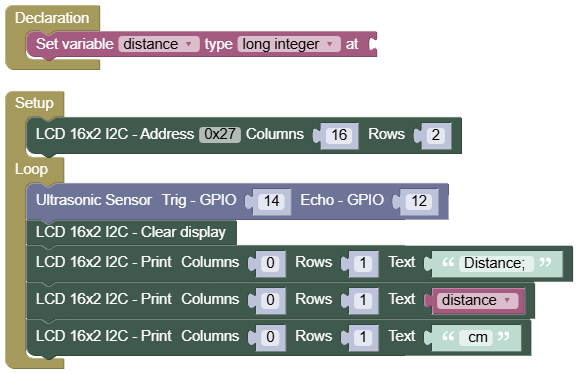 Declaration
Set variable distance type long integer at
Setup
LCD 16x2 I2C - Address 0x27 Columns 16 Rows 2
Loop
Ultrasonic Sensor Trig - GPIO 14 Echo - GPIO 12
LCD 16x2 I2C - Clear display
LCD 16x2 I2C - Print Columns 0 Rows 1 Text “ Distance; ”
LCD 16x2 I2C - Print Columns 0 Rows 1 Text distance
LCD 16x2 I2C - Print Columns 0 Rows 1 Text “ cm ”